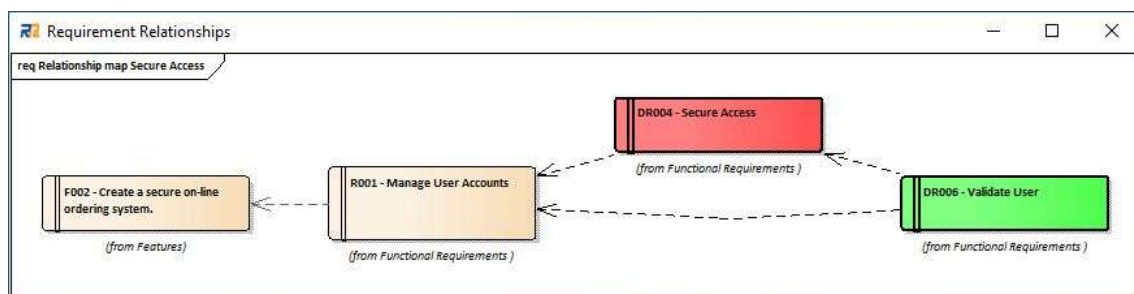 Requirement Relationships
req Relationship map Secure Access
DR004 - Secure Access
(from Functional Requirements )
R001 - Manage User Accounts
(from Functional Requirements )
F002 - Create a secure on-line
ordering system.
(from Features)
DR006 - Validate User
(from Functional Requirements )